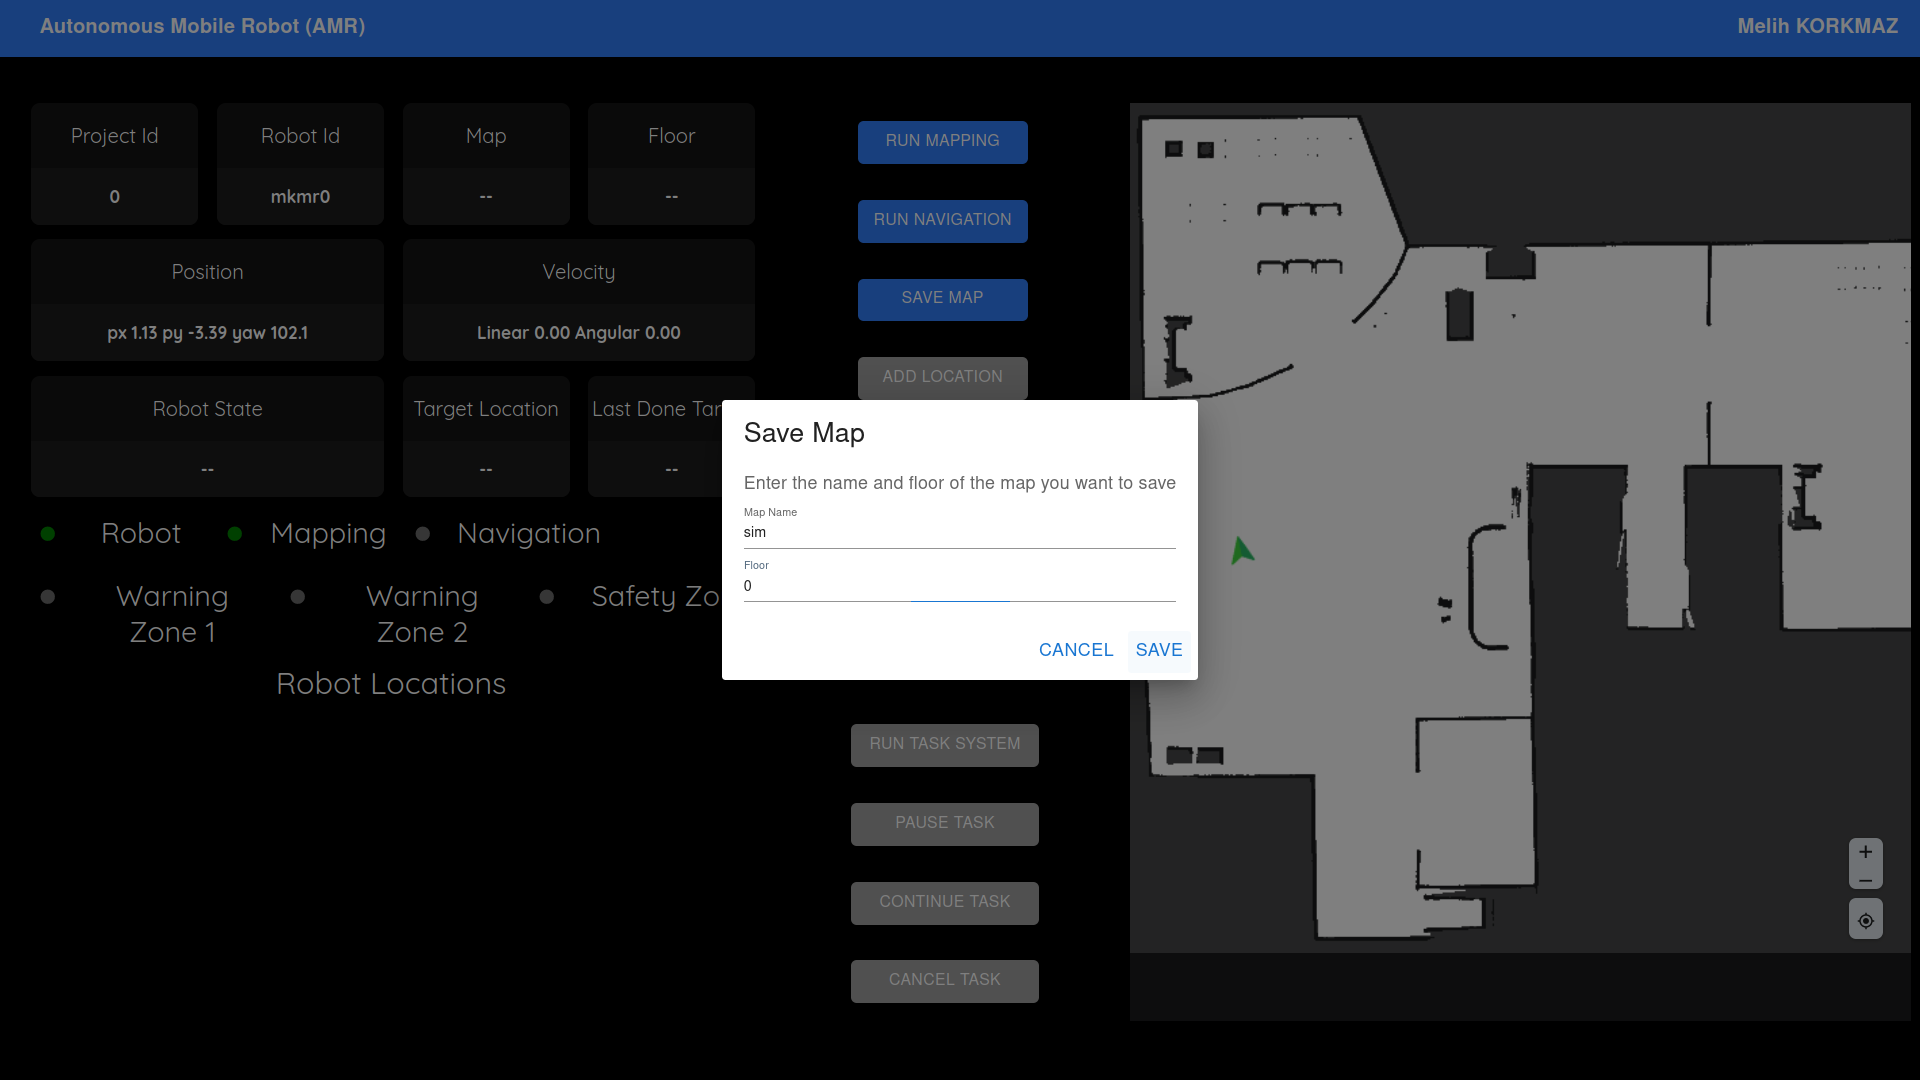 Autonomous Mobile Robot (AMR)
Melih KORKMAZ
Project Id
0
Robot Id
mkmr0
Map
--
Floor
--
Position
px 1.13 py -3.39 yaw 102.1
Velocity
Linear 0.00 Angular 0.00
Robot State
--
Target Location
--
Last Done Tar
--
Robot
Mapping
Navigation
Warning
Zone 1
Warning
Zone 2
Safety Zo
Robot Locations
RUN MAPPING
RUN NAVIGATION
SAVE MAP
ADD LOCATION
Save Map
Enter the name and floor of the map you want to save
Map Name
sim
Floor
0
CANCEL
SAVE
RUN TASK SYSTEM
PAUSE TASK
CONTINUE TASK
CANCEL TASK
+
−